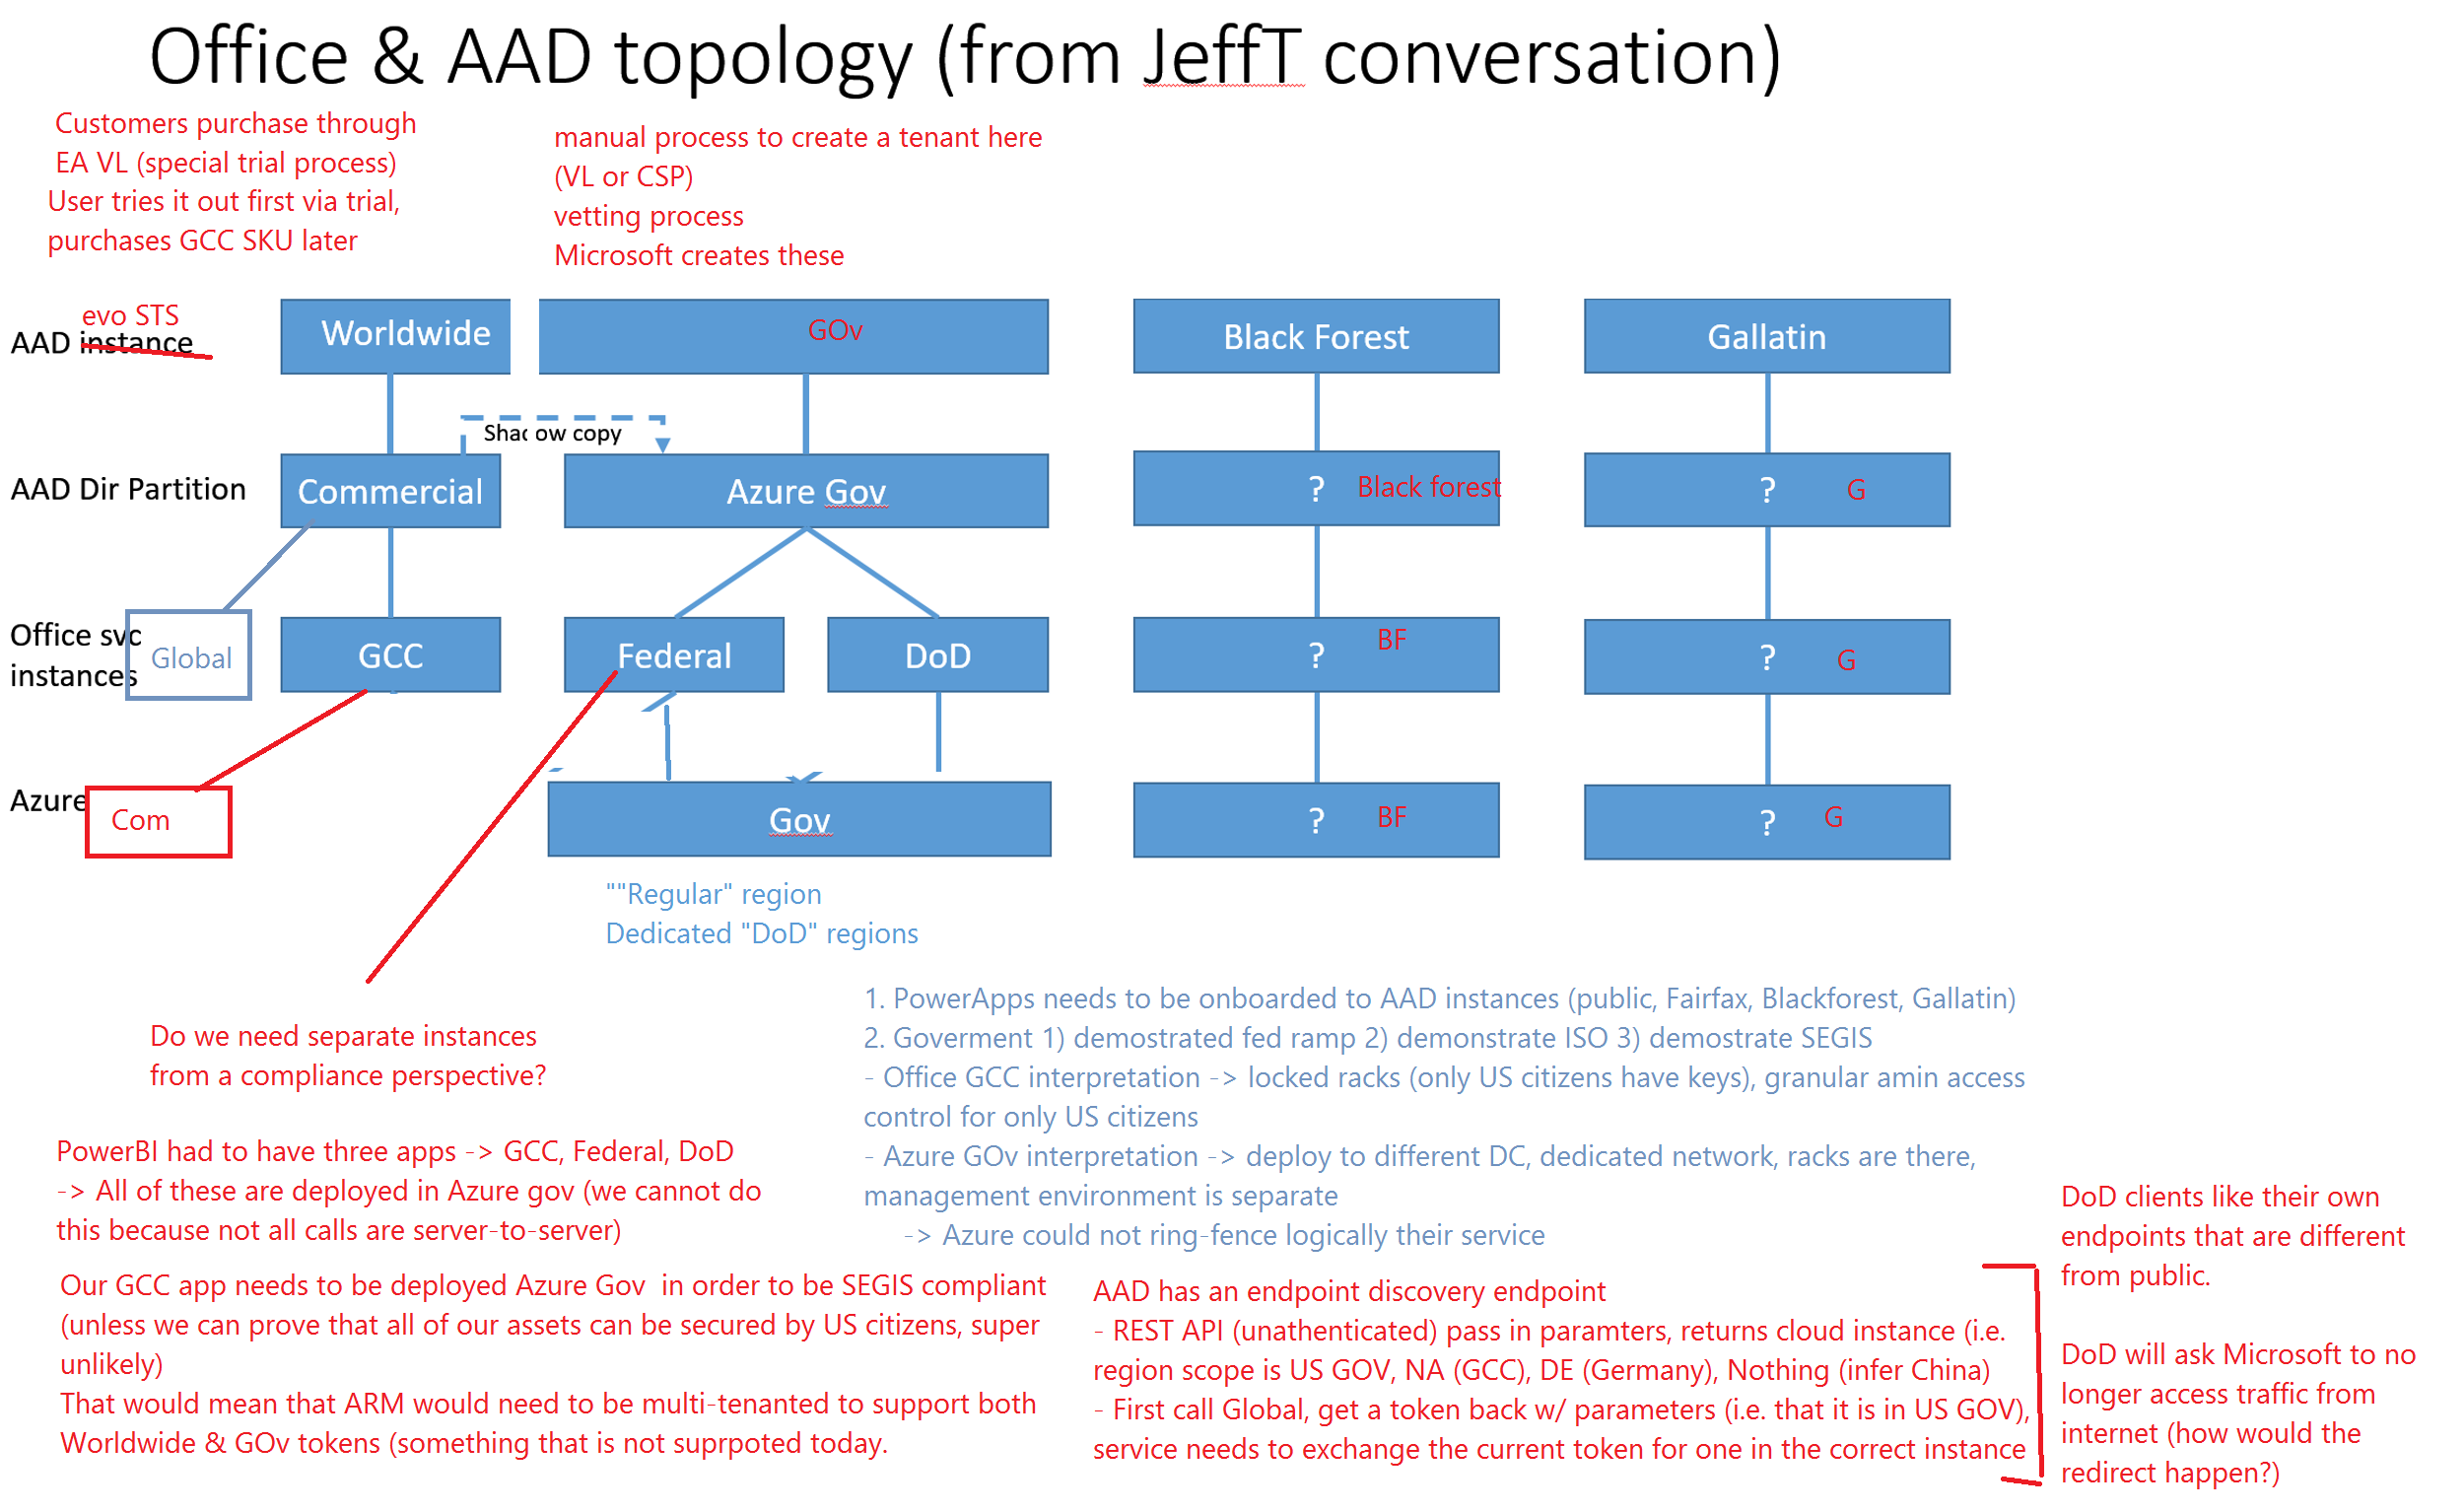 Office & AAD topology (from JeffT conversation)
Customers purchase through
EA VL (special trial process)
User tries it out first via trial,
purchases GCC SKU later
manual process to create a tenant here
(VL or CSP)
vetting process
Microsoft creates these
evo STS
AAD instance
Worldwide
GOv
Black Forest
Gallatin
Shadow copy
AAD Dir Partition
Commercial
Azure Gov
? Black forest
? G
Office svc
instances
Global
GCC
Federal
DoD
? BF
? G
Azure
Com
Gov
? BF
? G
""Regular" region
Dedicated "DoD" regions
Do we need separate instances
from a compliance perspective?
1. PowerApps needs to be onboarded to AAD instances (public, Fairfax, Blackforest, Gallatin)
2. Goverment 1) demostrated fed ramp 2) demonstrate ISO 3) demostrate SEGIS
- Office GCC interpretation -> locked racks (only US citizens have keys), granular amin access
control for only US citizens
- Azure GOv interpretation -> deploy to different DC, dedicated network, racks are there,
management environment is separate
-> Azure could not ring-fence logically their service
PowerBI had to have three apps -> GCC, Federal, DoD
-> All of these are deployed in Azure gov (we cannot do
this because not all calls are server-to-server)
Our GCC app needs to be deployed Azure Gov in order to be SEGIS compliant
(unless we can prove that all of our assets can be secured by US citizens, super
unlikely)
That would mean that ARM would need to be multi-tenanted to support both
Worldwide & GOv tokens (something that is not suprpoted today.
AAD has an endpoint discovery endpoint
- REST API (unathenticated) pass in paramters, returns cloud instance (i.e.
region scope is US GOV, NA (GCC), DE (Germany), Nothing (infer China)
- First call Global, get a token back w/ parameters (i.e. that it is in US GOV),
service needs to exchange the current token for one in the correct instance
DoD clients like their own
endpoints that are different
from public.
DoD will ask Microsoft to no
longer access traffic from
internet (how would the
redirect happen?)